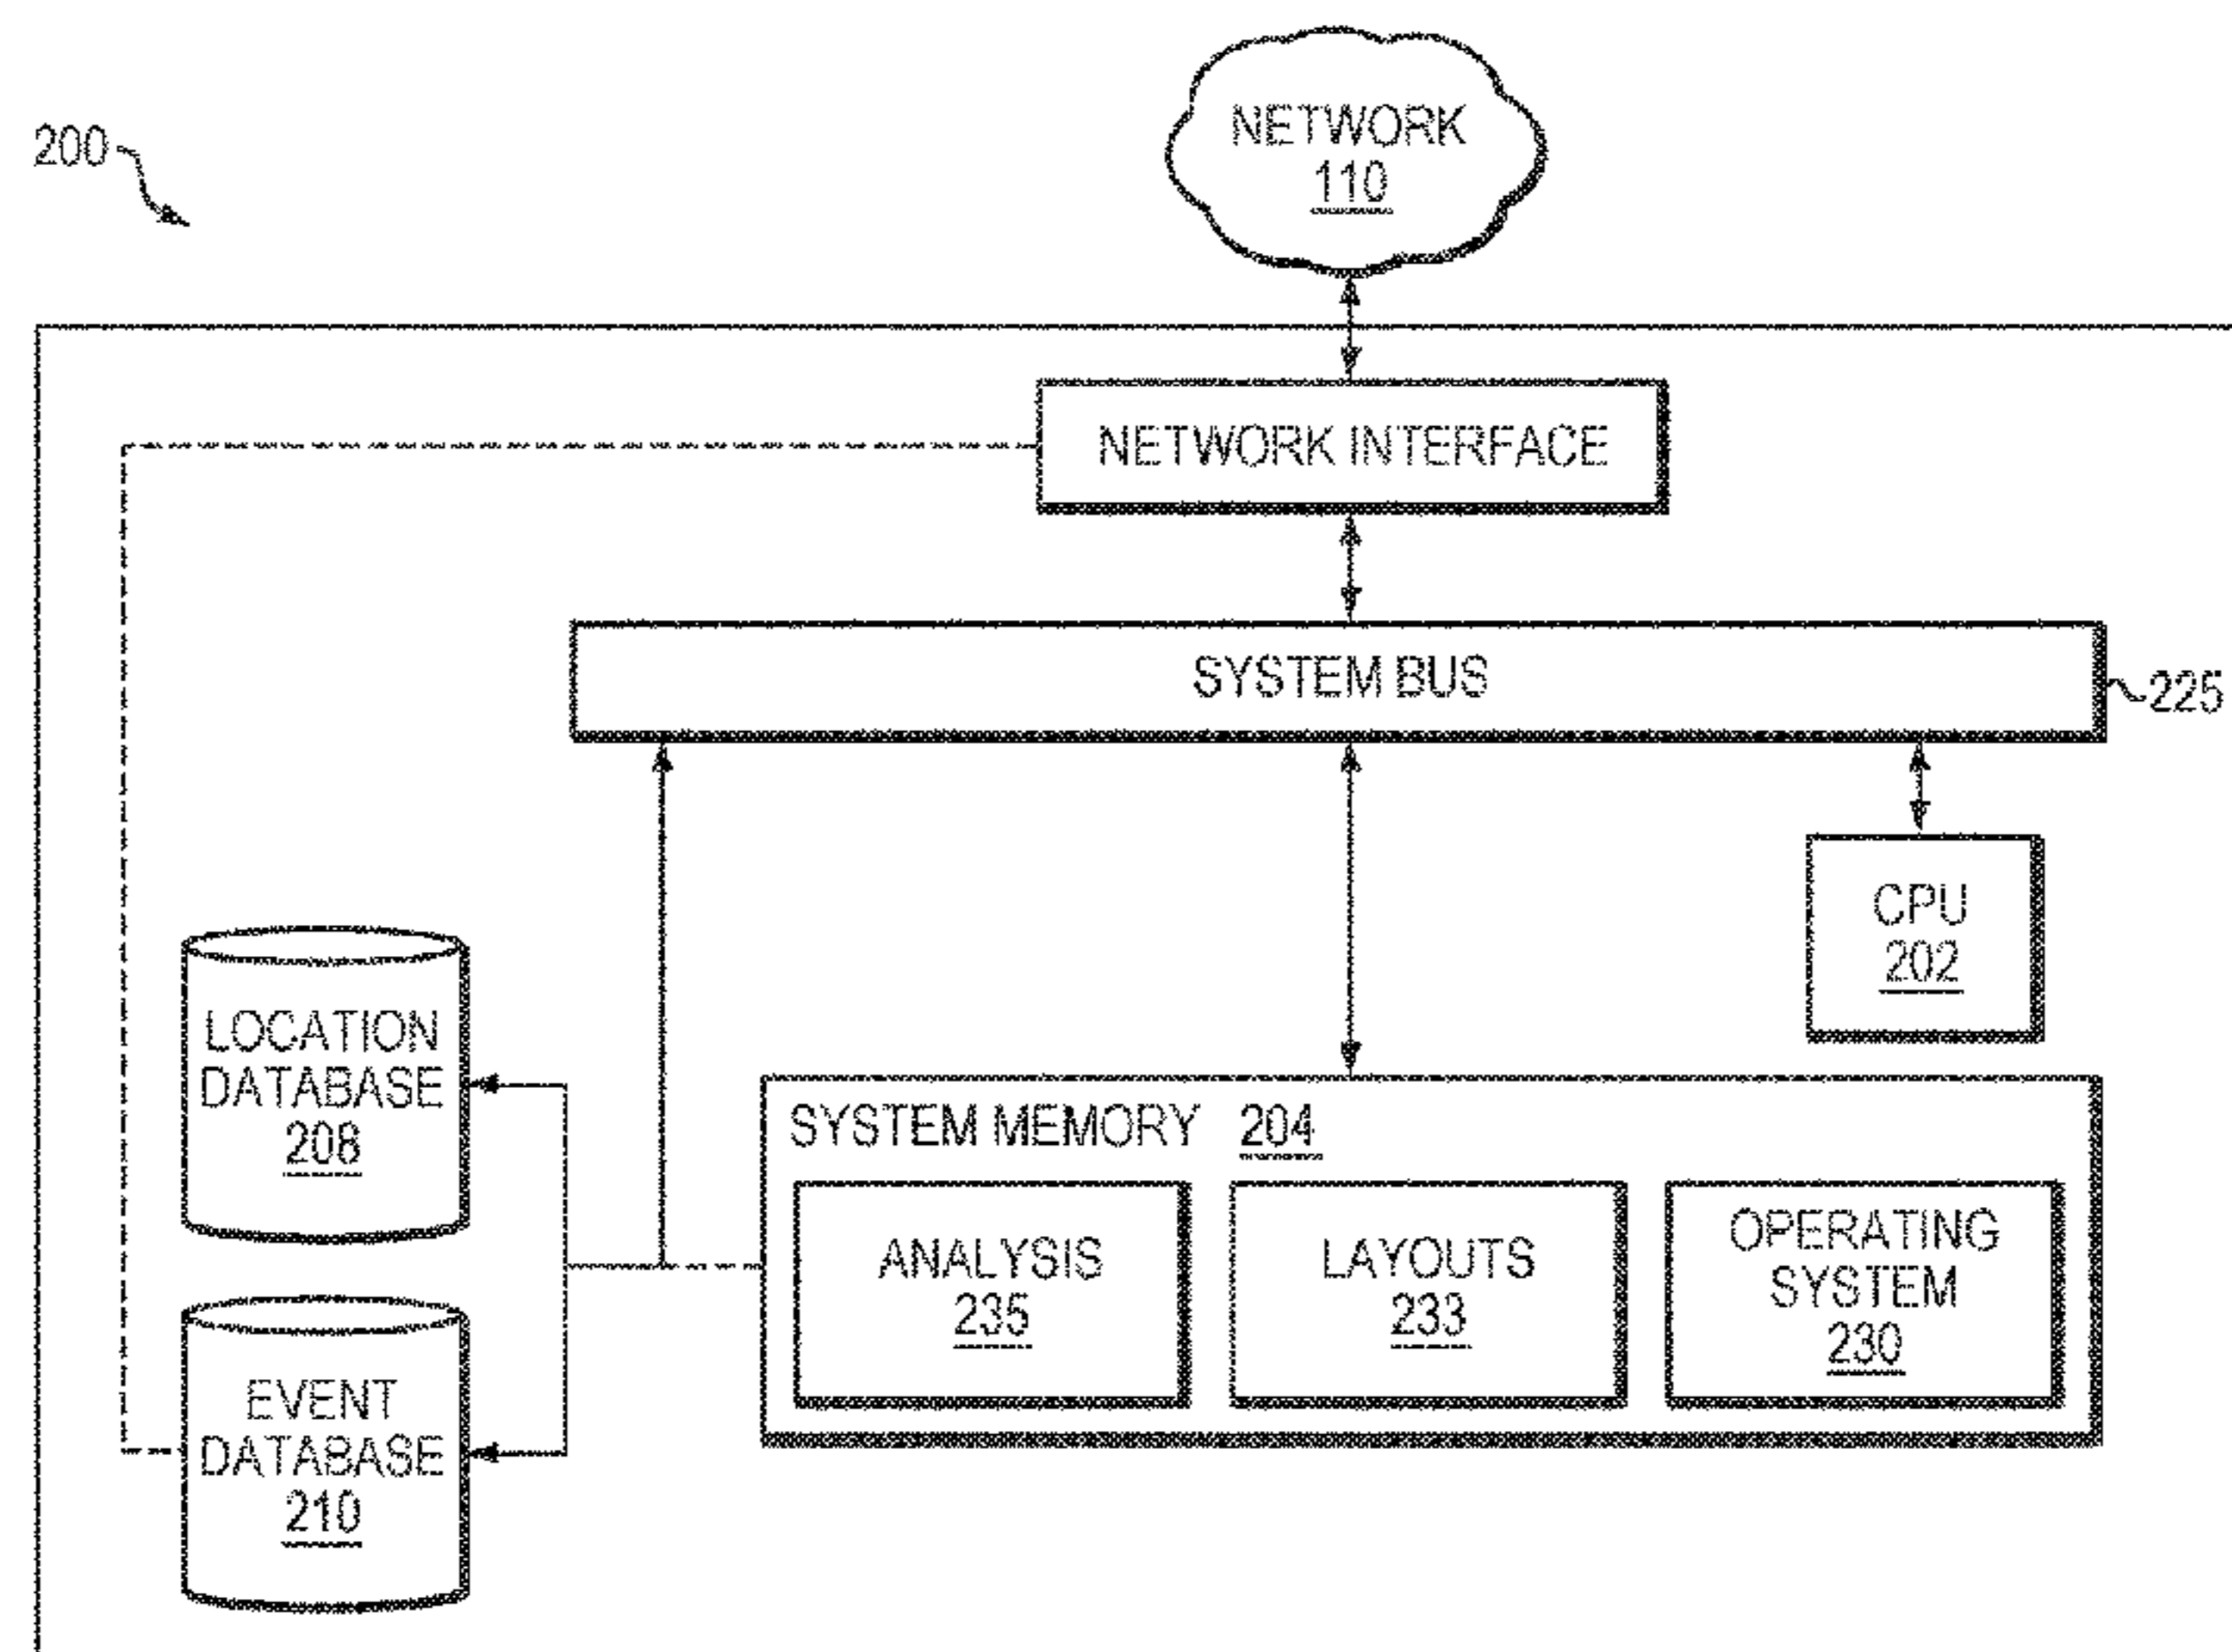 200
NETWORK
110
NETWORK INTERFACE
SYSTEM BUS
225
CPU
202
LOCATION
DATABASE
208
SYSTEM MEMORY 204
ANALYSIS
235
LAYOUTS
233
OPERATING
SYSTEM
230
EVENT
DATABASE
210